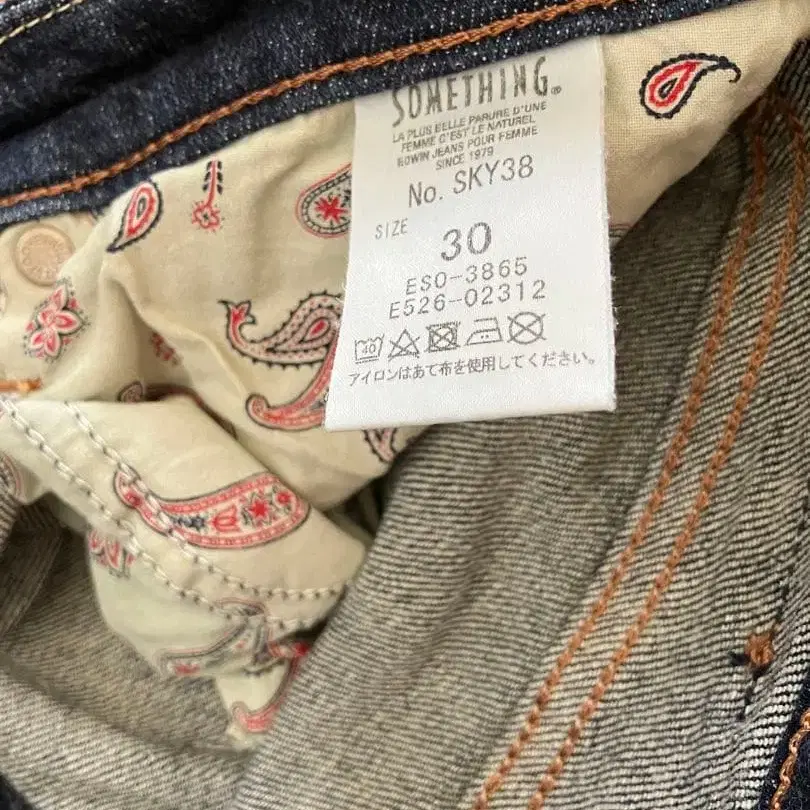 SOMETHING®
LA PLUS BELLE PARURE D'UNE
FEMME C'EST LE NATUREL
EDWIN JEANS POUR FEMME
SINCE 1979
No. SKY38
SIZE
30
ESO-3865
E526-02312
40
アイロンはあて布を使用してください。